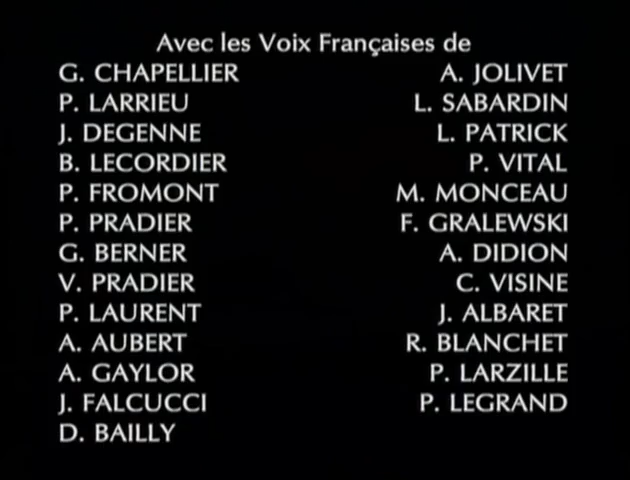 Avec les Voix Françaises de
G. CHAPELLIER A. JOLIVET
P. LARRIEU L. SABARDIN
J. DEGENNE L. PATRICK
B. LECORDIER P. VITAL
P. FROMONT M. MONCEAU
P. PRADIER F. GRALEWSKI
G. BERNER A. DIDION
V. PRADIER C. VISINE
P. LAURENT J. ALBARET
A. AUBERT R. BLANCHET
A. GAYLOR P. LARZILLE
J. FALCUCCI P. LEGRAND
D. BAILLY